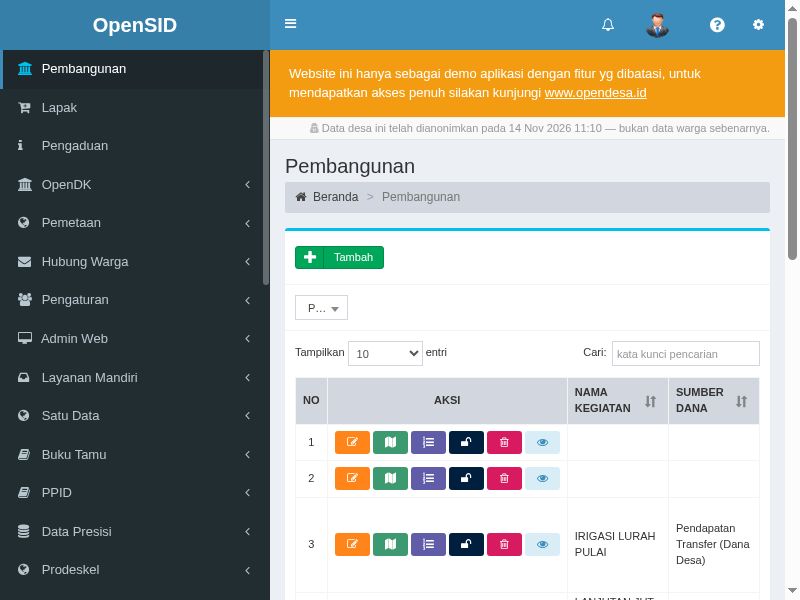 OpenSID
Pembangunan
Lapak
Pengaduan
OpenDK
Pemetaan
Hubung Warga
Pengaturan
Admin Web
Layanan Mandiri
Satu Data
Buku Tamu
PPID
Data Presisi
Prodeskel
Website ini hanya sebagai demo aplikasi dengan fitur yg dibatasi, untuk
mendapatkan akses penuh silakan kunjungi www.opendesa.id
Data desa ini telah dianonimkan pada 14 Nov 2026 11:10 — bukan data warga sebenarnya.
Pembangunan
Beranda > Pembangunan
Tambah
P...
Tampilkan 10 entri
Cari: kata kunci pencarian
NO AKSI NAMA KEGIATAN SUMBER DANA
1
2
3 IRIGASI LURAH PULAI Pendapatan Transfer (Dana Desa)